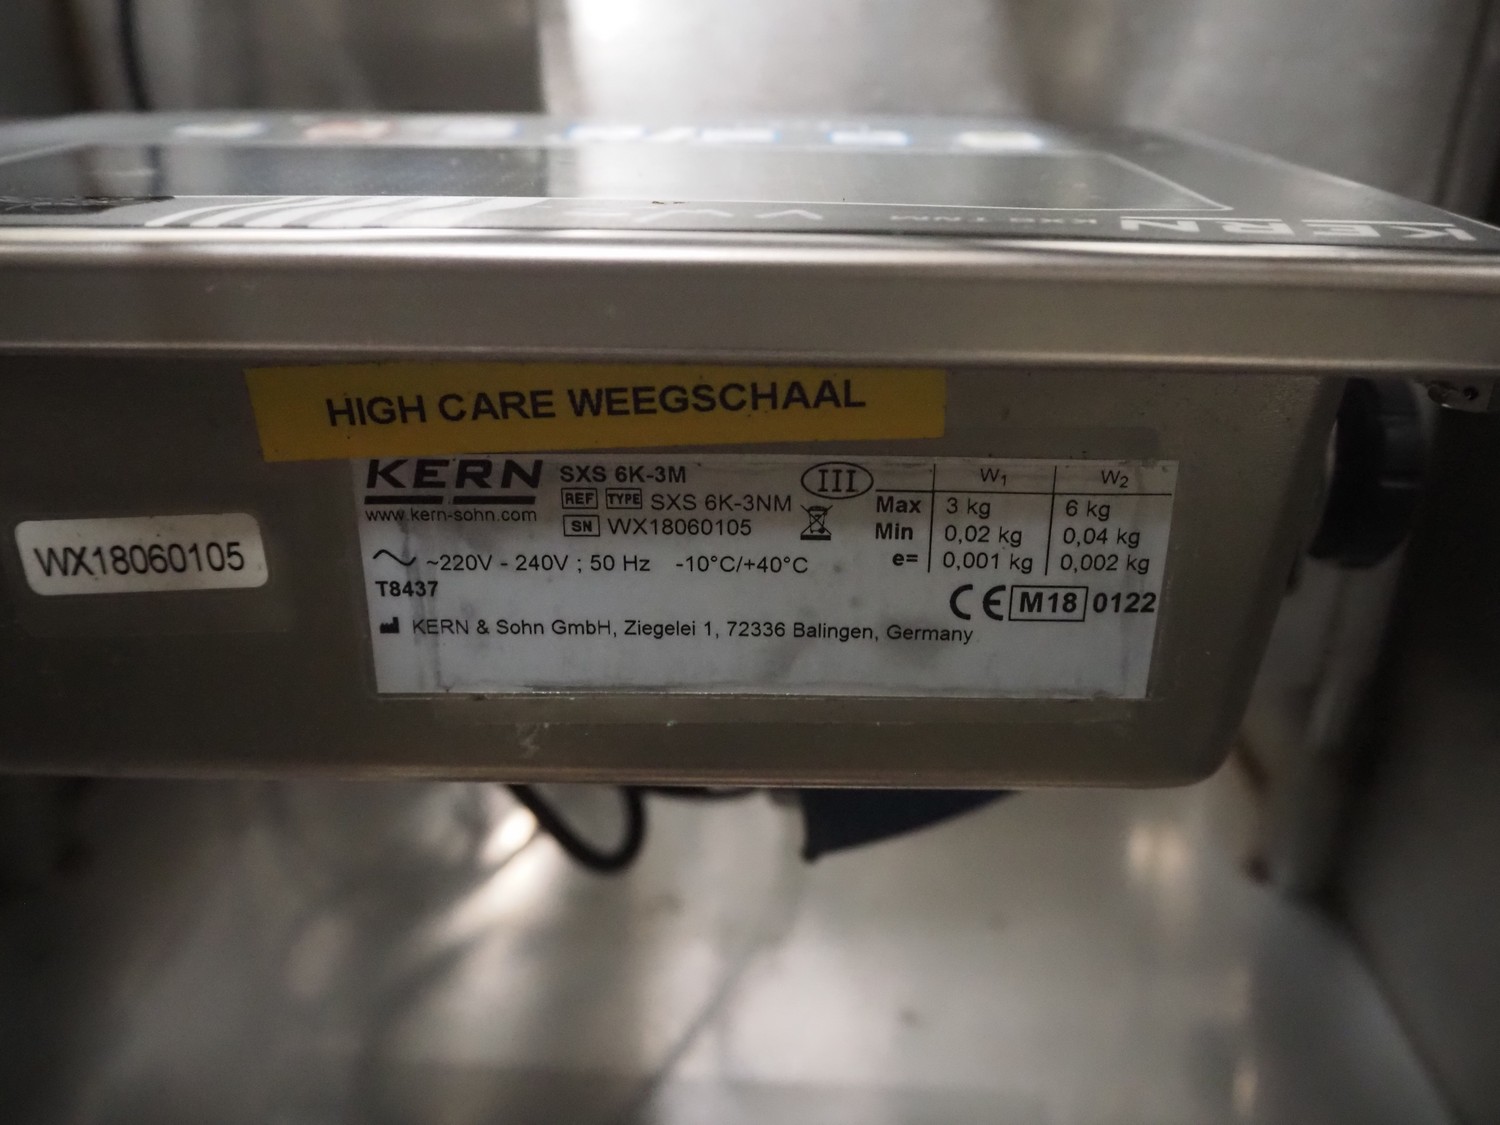 KERN
HIGH CARE WEEGSCHAAL
WX18060105
KERN
www.kern-sohn.com
SXS 6K-3M
REF TYPE SXS 6K-3NM
SN WX18060105
III
W1 W2
Max 3 kg 6 kg
Min 0,02 kg 0,04 kg
e= 0,001 kg 0,002 kg
~220V - 240V ; 50 Hz -10°C/+40°C
T8437
CE M18 0122
KERN & Sohn GmbH, Ziegelei 1, 72336 Balingen, Germany